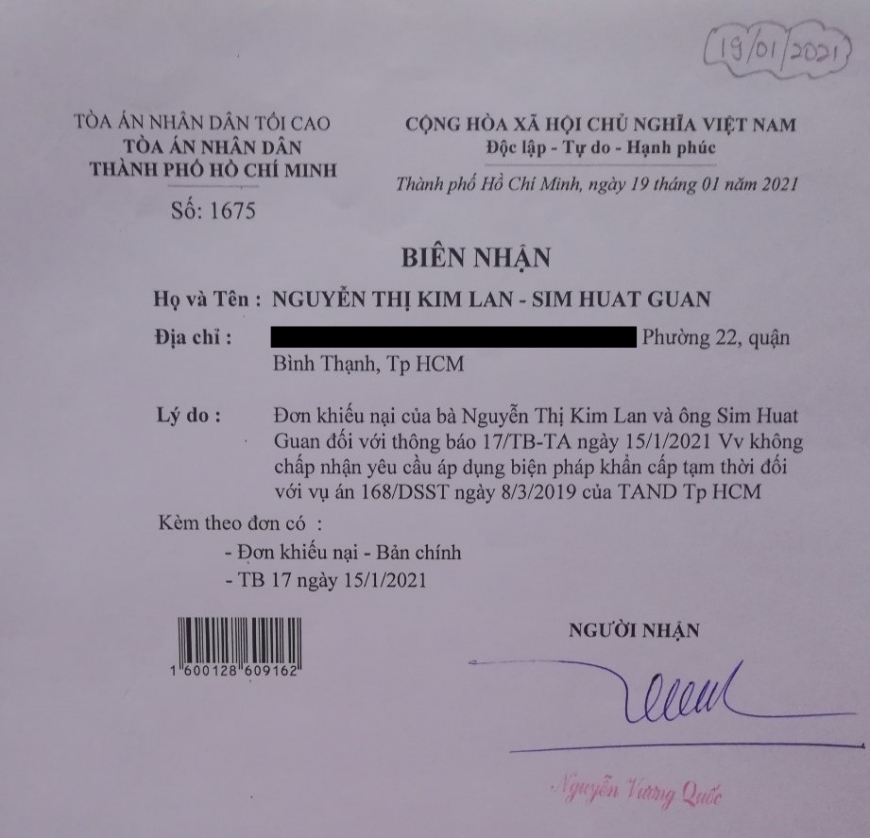 19/01/2021
TÒA ÁN NHÂN DÂN TỐI CAO
TÒA ÁN NHÂN DÂN
THÀNH PHỐ HỒ CHÍ MINH
Số: 1675
CỘNG HÒA XÃ HỘI CHỦ NGHĨA VIỆT NAM
Độc lập - Tự do - Hạnh phúc
Thành phố Hồ Chí Minh, ngày 19 tháng 01 năm 2021
BIÊN NHẬN
Họ và Tên : NGUYỄN THỊ KIM LAN - SIM HUAT GUAN
Địa chỉ : Phường 22, quận
Bình Thạnh, Tp HCM
Lý do : Đơn khiếu nại của bà Nguyễn Thị Kim Lan và ông Sim Huat
Guan đối với thông báo 17/TB-TA ngày 15/1/2021 Vv không
chấp nhận yêu cầu áp dụng biện pháp khẩn cấp tạm thời đối
với vụ án 168/DSST ngày 8/3/2019 của TAND Tp HCM
Kèm theo đơn có :
- Đơn khiếu nại - Bản chính
- TB 17 ngày 15/1/2021
1 600128 609162
NGƯỜI NHẬN
Nguyễn Vương Quốc